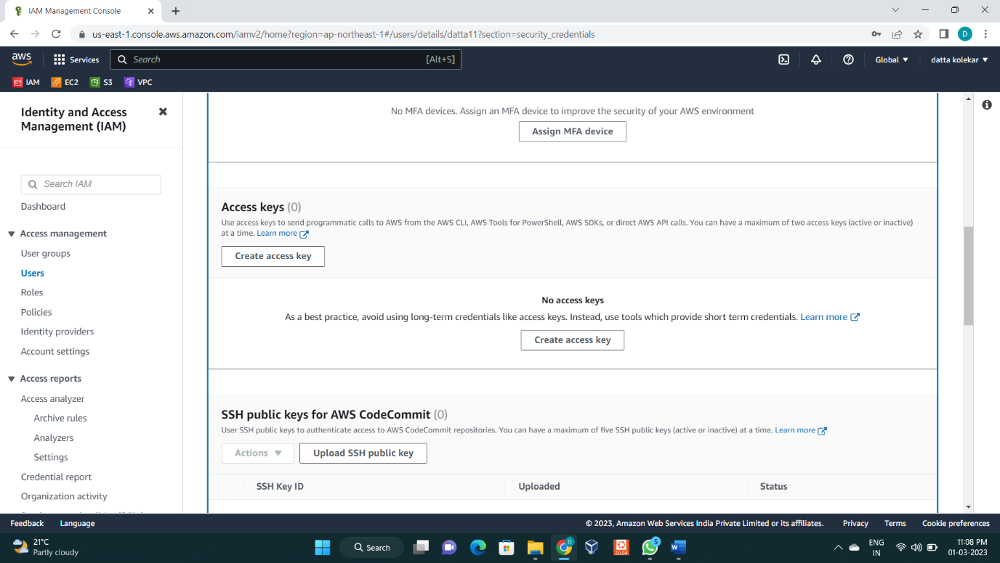 IAM Management Console
us-east-1.console.aws.amazon.com/iamv2/home?region=ap-northeast-1#/users/details/datta11?section=security_credentials
D
aws
Services
Search
[Alt+S]
Global
datta kolekar
IAM
EC2
S3
VPC
Identity and Access
Management (IAM)
Search IAM
Dashboard
Access management
User groups
Users
Roles
Policies
Identity providers
Account settings
Access reports
Access analyzer
Archive rules
Analyzers
Settings
Credential report
Organization activity
No MFA devices. Assign an MFA device to improve the security of your AWS environment
Assign MFA device
Access keys (0)
Use access keys to send programmatic calls to AWS from the AWS CLI, AWS Tools for PowerShell, AWS SDKs, or direct AWS API calls. You can have a maximum of two access keys (active or inactive)
at a time. Learn more
Create access key
No access keys
As a best practice, avoid using long-term credentials like access keys. Instead, use tools which provide short term credentials. Learn more
Create access key
SSH public keys for AWS CodeCommit (0)
User SSH public keys to authenticate access to AWS CodeCommit repositories. You can have a maximum of five SSH public keys (active or inactive) at a time. Learn more
Actions
Upload SSH public key
SSH Key ID
Uploaded
Status
Feedback
Language
© 2023, Amazon Web Services India Private Limited or its affiliates.
Privacy
Terms
Cookie preferences
21°C
Partly cloudy
Search
D
20.04
5
W
ENG
IN
11:08 PM
01-03-2023